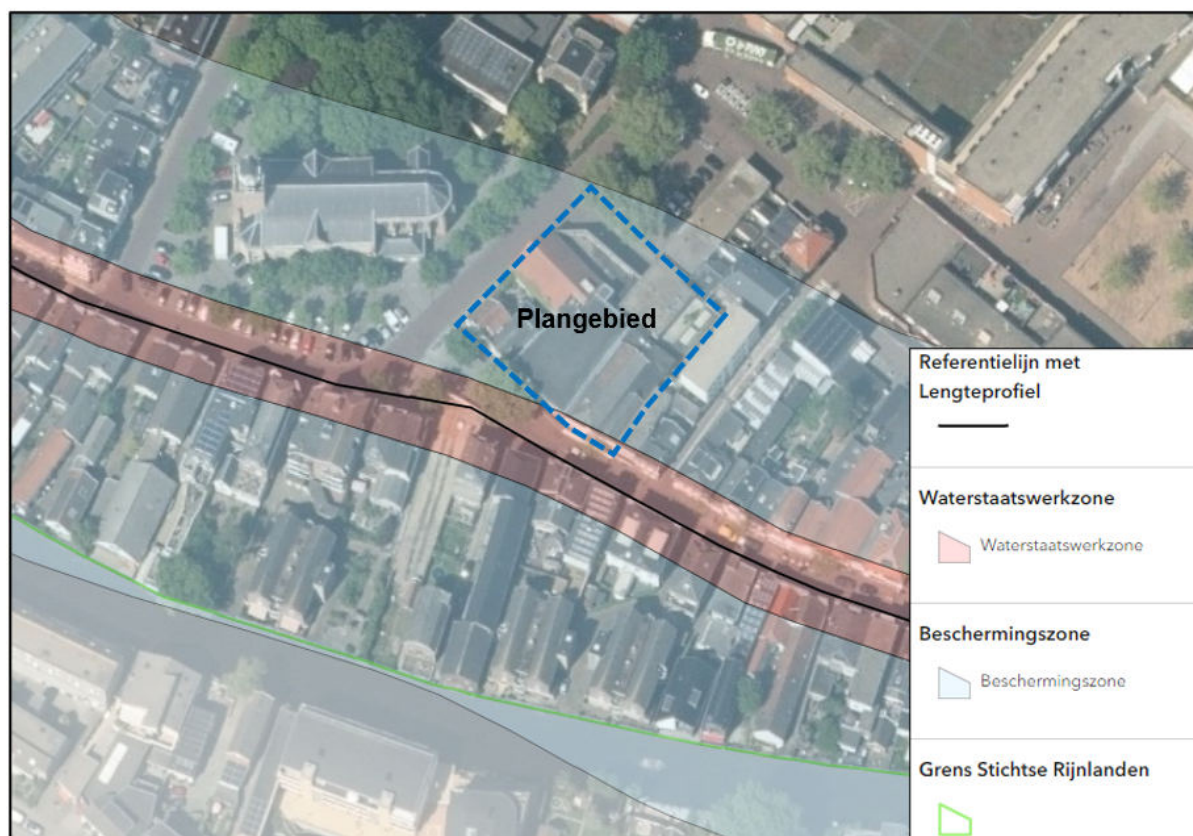 Plangebied
Referentielijn met
Lengteprofiel
Waterstaatswerkzone
Waterstaatswerkzone
Beschermingszone
Beschermingszone
Grens Stichtse Rijnlanden